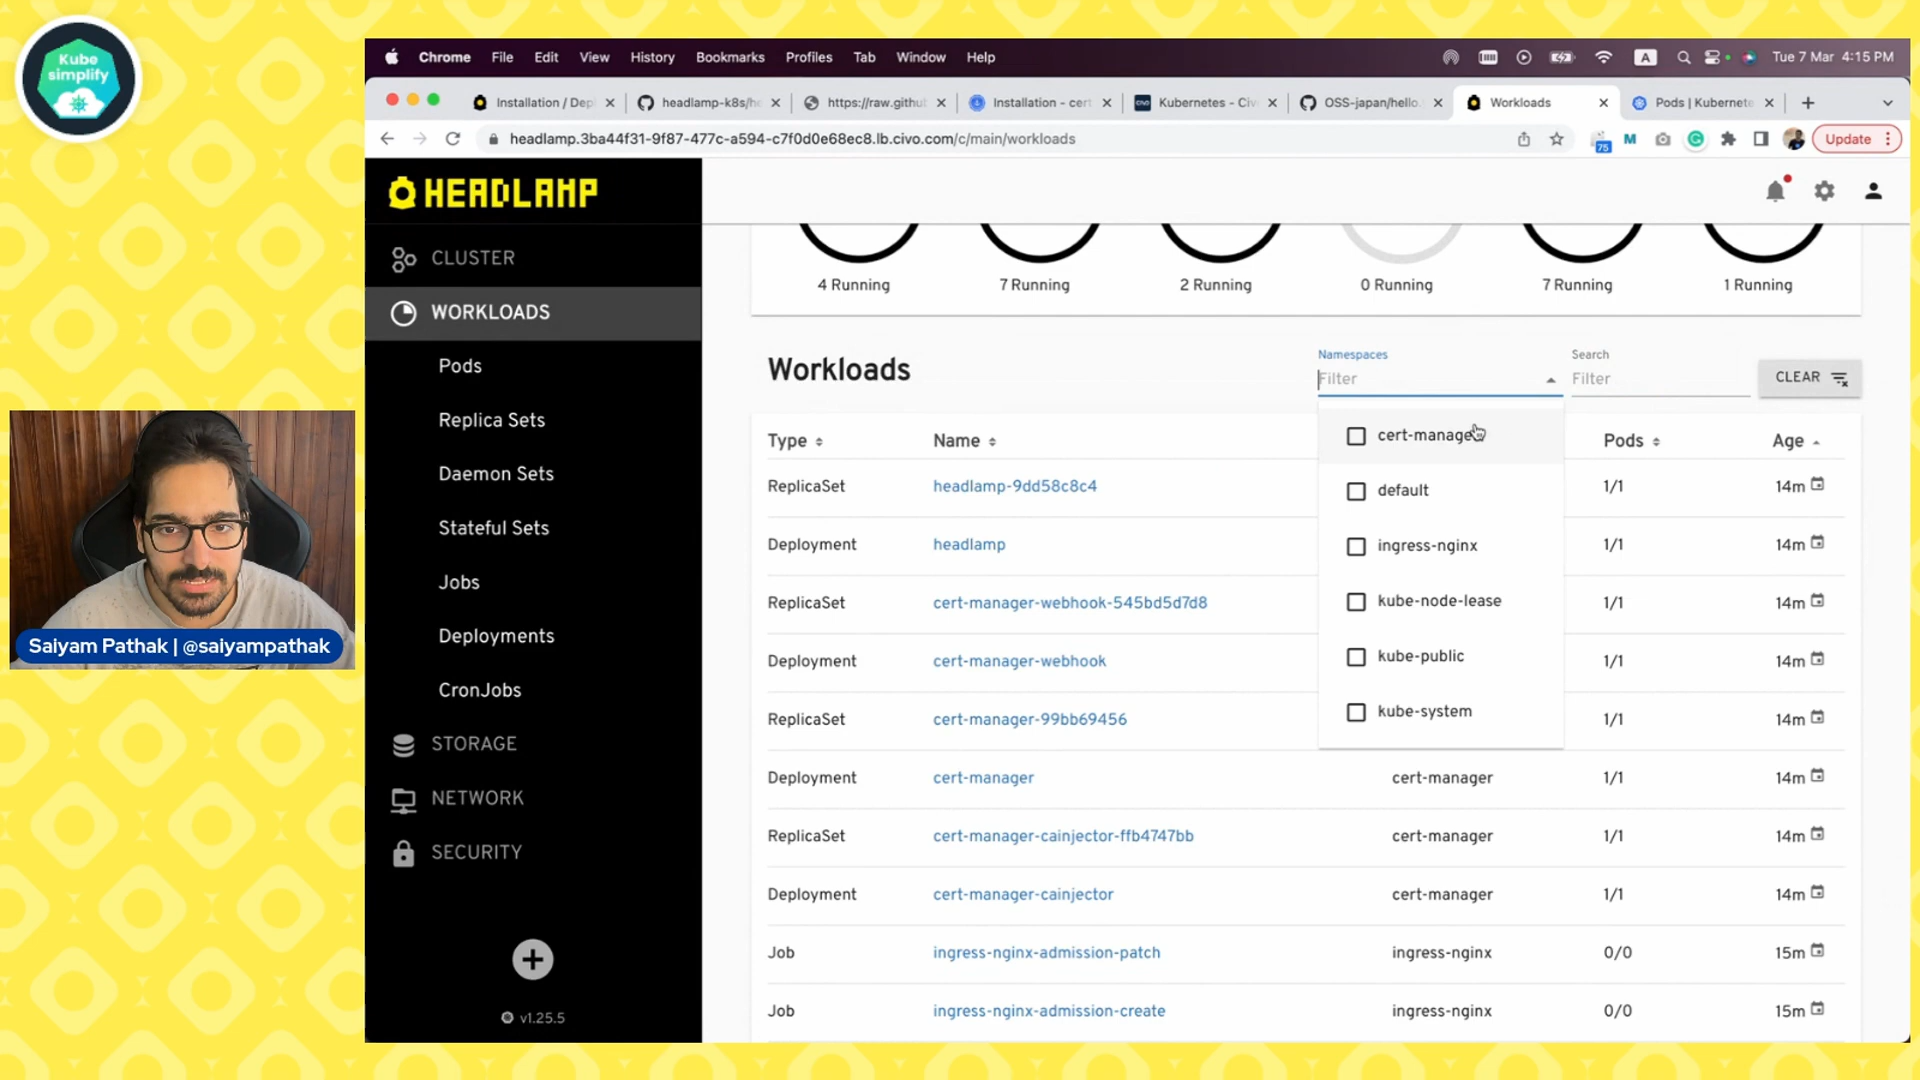 Kube
simplify
Saiyam Pathak | @saiyampathak
Chrome File Edit View History Bookmarks Profiles Tab Window Help
A
Tue 7 Mar 4:15 PM
Installation / Dep
headlamp-k8s/he
https://raw.githu
Installation - cer
Kubernetes - Civ
OSS-japan/hello.
Workloads
Pods | Kubernete
headlamp.3ba44f31-9f87-477c-a594-c7f0d0e68ec8.lb.civo.com/c/main/workloads
75
M
Update
HEADLAMP
CLUSTER
WORKLOADS
Pods
Replica Sets
Daemon Sets
Stateful Sets
Jobs
Deployments
CronJobs
STORAGE
NETWORK
SECURITY
v1.25.5
4 Running 7 Running 2 Running 0 Running 7 Running 1 Running
Workloads
Namespaces
Filter
Search
Filter
CLEAR
cert-manage
default
ingress-nginx
kube-node-lease
kube-public
kube-system
Type Name Pods Age
ReplicaSet headlamp-9dd58c8c4 1/1 14m
Deployment headlamp 1/1 14m
ReplicaSet cert-manager-webhook-545bd5d7d8 1/1 14m
Deployment cert-manager-webhook 1/1 14m
ReplicaSet cert-manager-99bb69456 1/1 14m
Deployment cert-manager cert-manager 1/1 14m
ReplicaSet cert-manager-cainjector-ffb4747bb cert-manager 1/1 14m
Deployment cert-manager-cainjector cert-manager 1/1 14m
Job ingress-nginx-admission-patch ingress-nginx 0/0 15m
Job ingress-nginx-admission-create ingress-nginx 0/0 15m